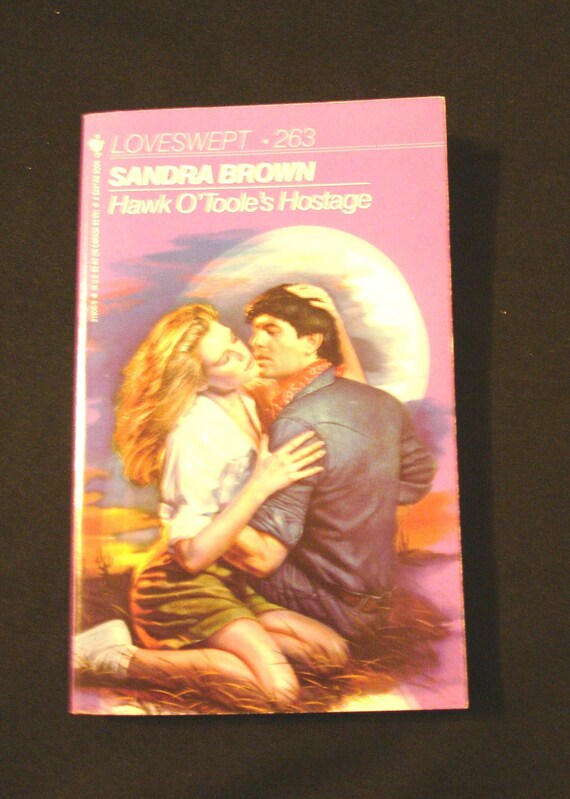 LOVESWEPT • 263
SANDRA BROWN
Hawk O'Toole's Hostage